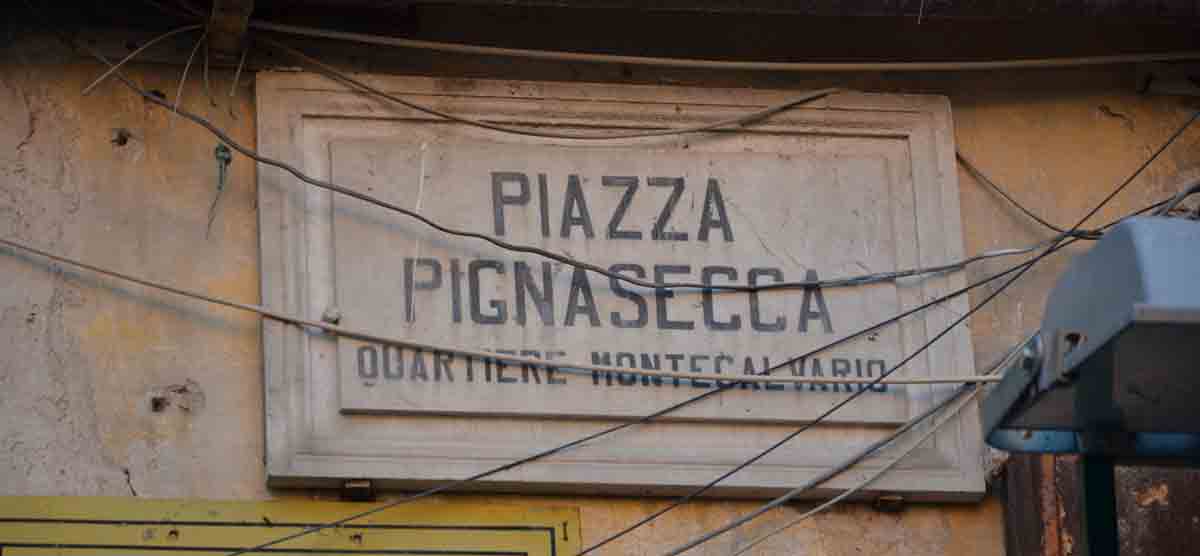 PIAZZA
PIGNASECCA
QUARTIERE MONTECALVARIO